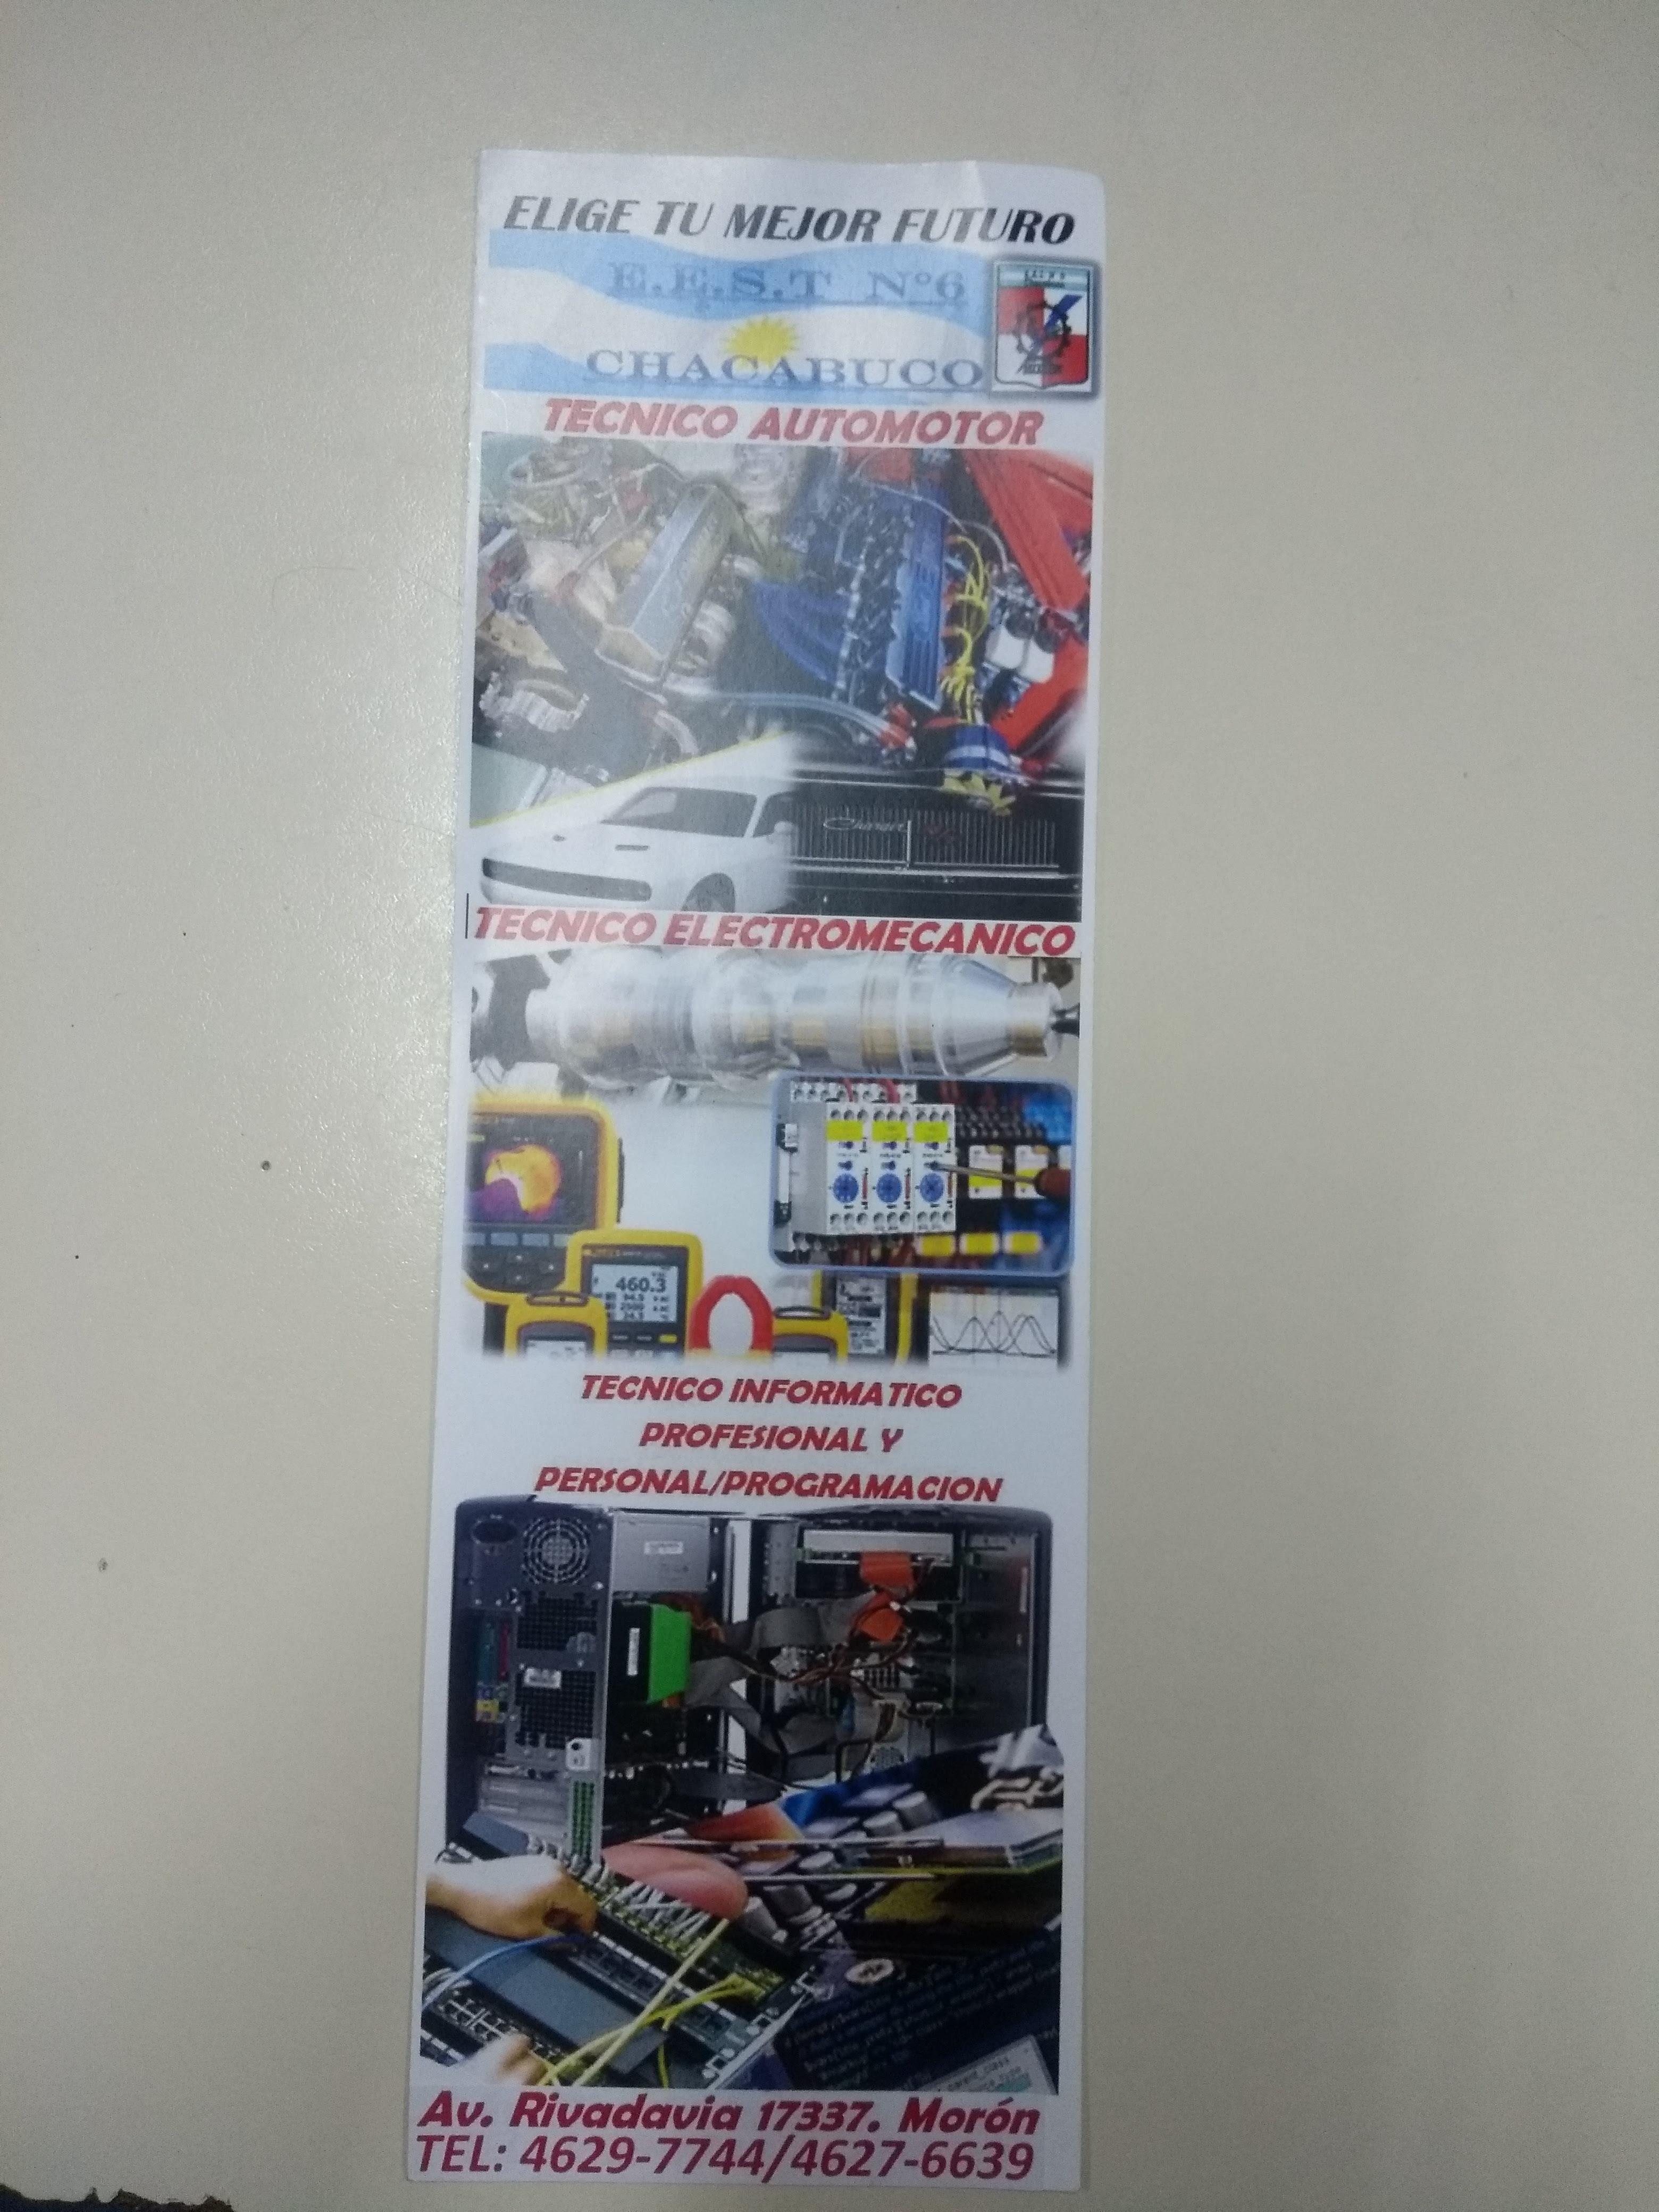 ELIGE TU MEJOR FUTURO
E.E.S.T N°6
CHACABUCO
TECNICO AUTOMOTOR
Charger R/T
TECNICO ELECTROMECANICO
460.3
TECNICO INFORMATICO
PROFESIONAL Y
PERSONAL/PROGRAMACION
Av. Rivadavia 17337. Morón
TEL: 4629-7744/4627-6639